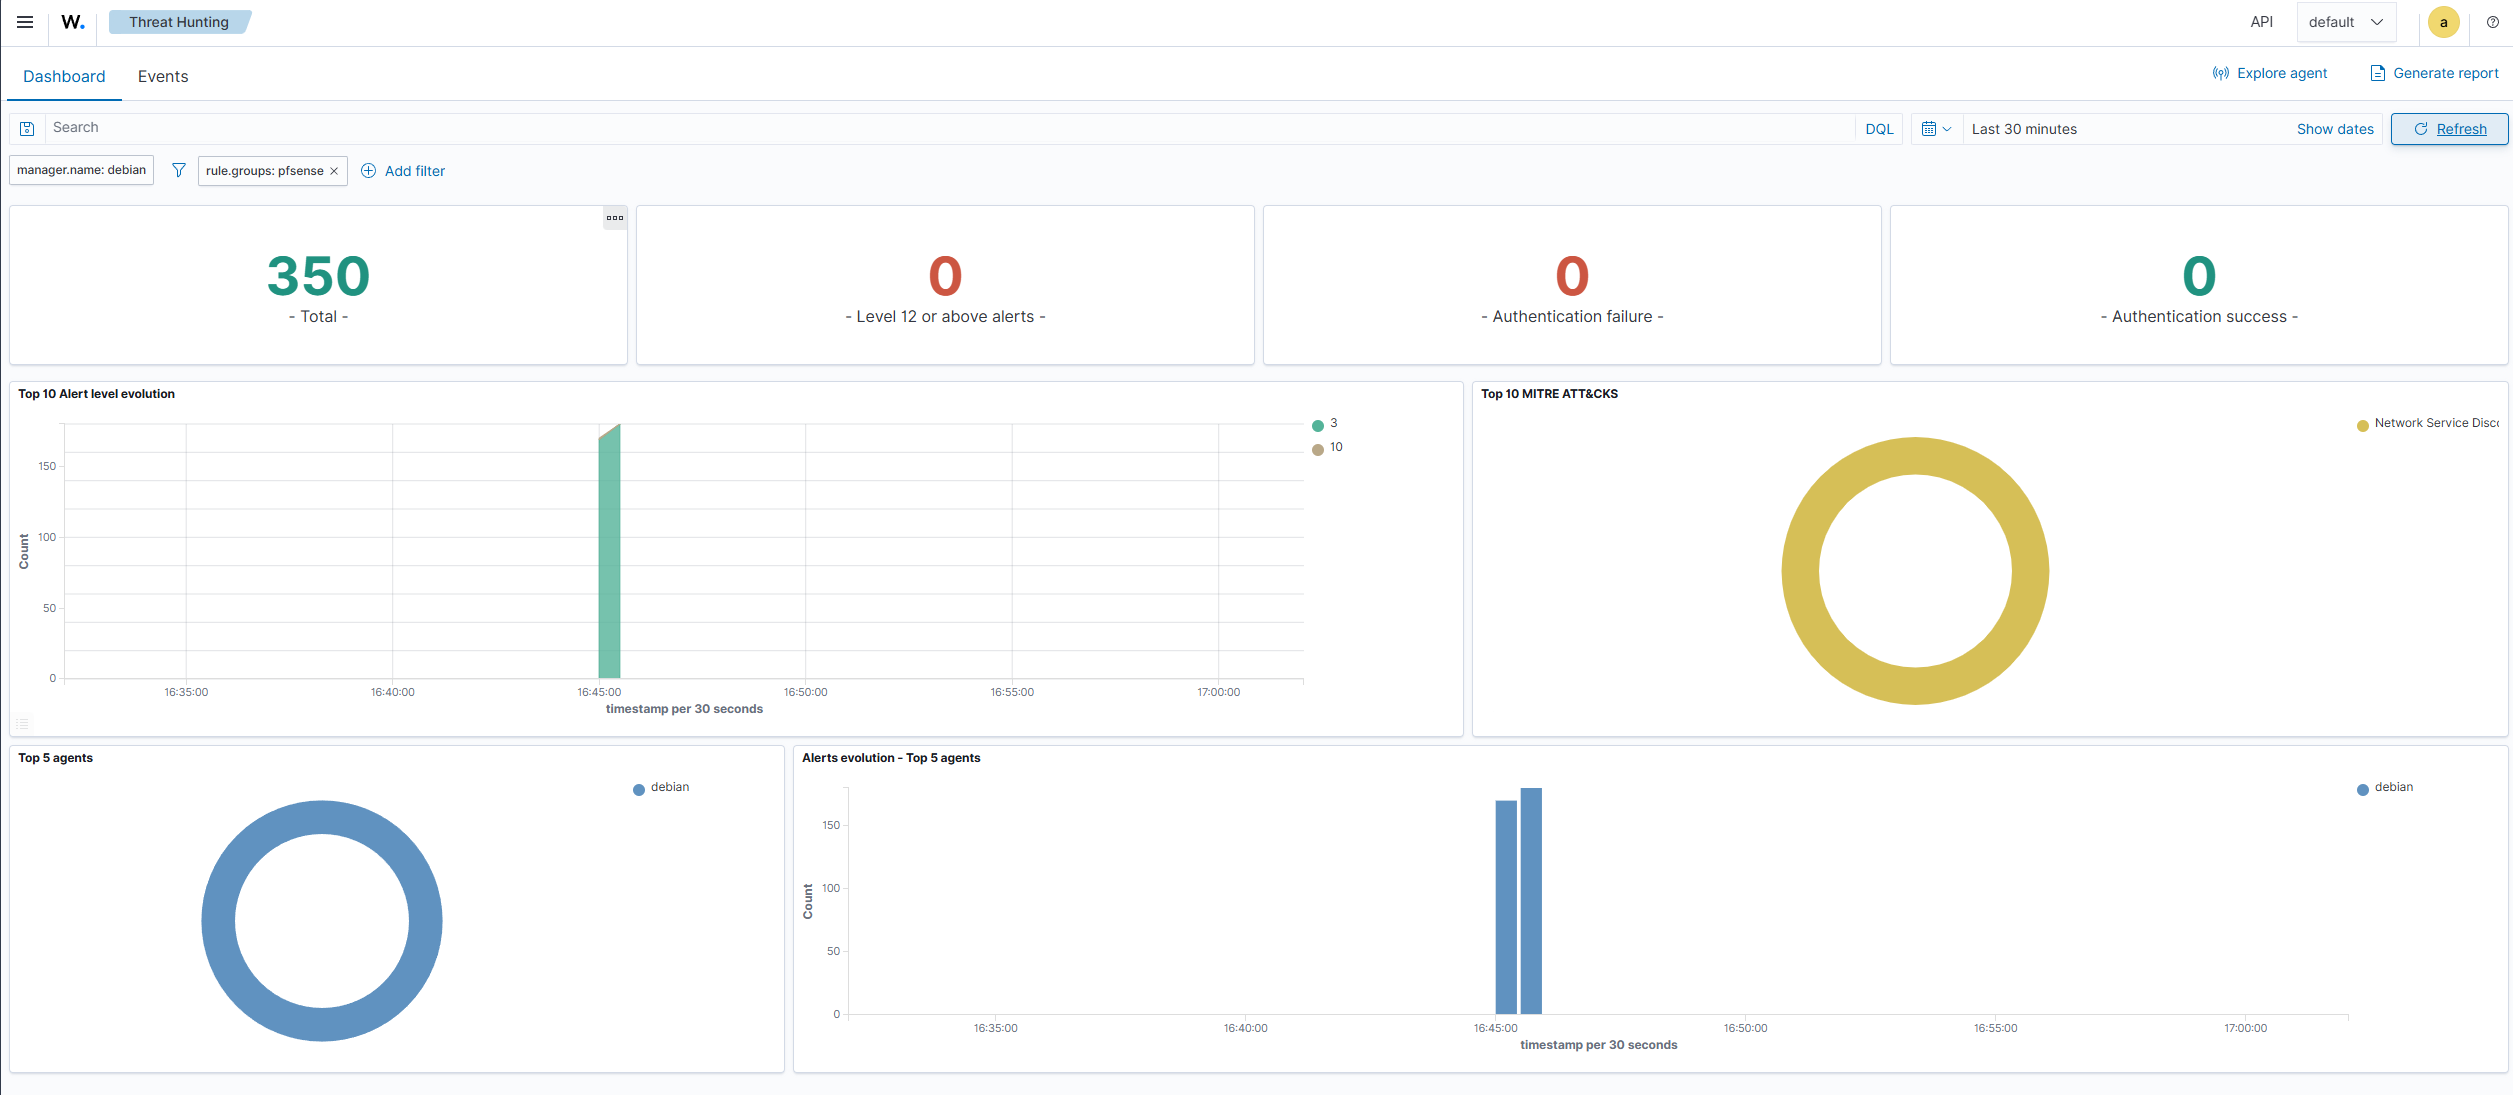 W. Threat Hunting API default a
Dashboard Events Explore agent Generate report
Search DQL Last 30 minutes Show dates Refresh
manager.name: debian rule.groups: pfsense × Add filter
350
- Total -
0
- Level 12 or above alerts -
0
- Authentication failure -
0
- Authentication success -
Top 10 Alert level evolution
3
10
150
100
50
0
Count
16:35:00 16:40:00 16:45:00 16:50:00 16:55:00 17:00:00
timestamp per 30 seconds
Top 10 MITRE ATT&CKS
Network Service Disc
Top 5 agents
debian
Alerts evolution - Top 5 agents
debian
150
100
50
0
Count
16:35:00 16:40:00 16:45:00 16:50:00 16:55:00 17:00:00
timestamp per 30 seconds